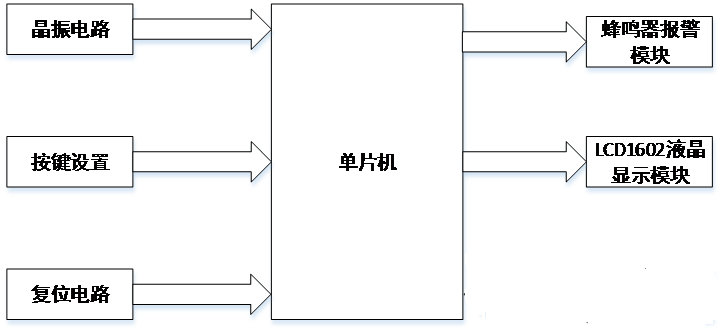 晶振电路
按键设置
复位电路
单片机
蜂鸣器报警
模块
LCD1602液晶
显示模块